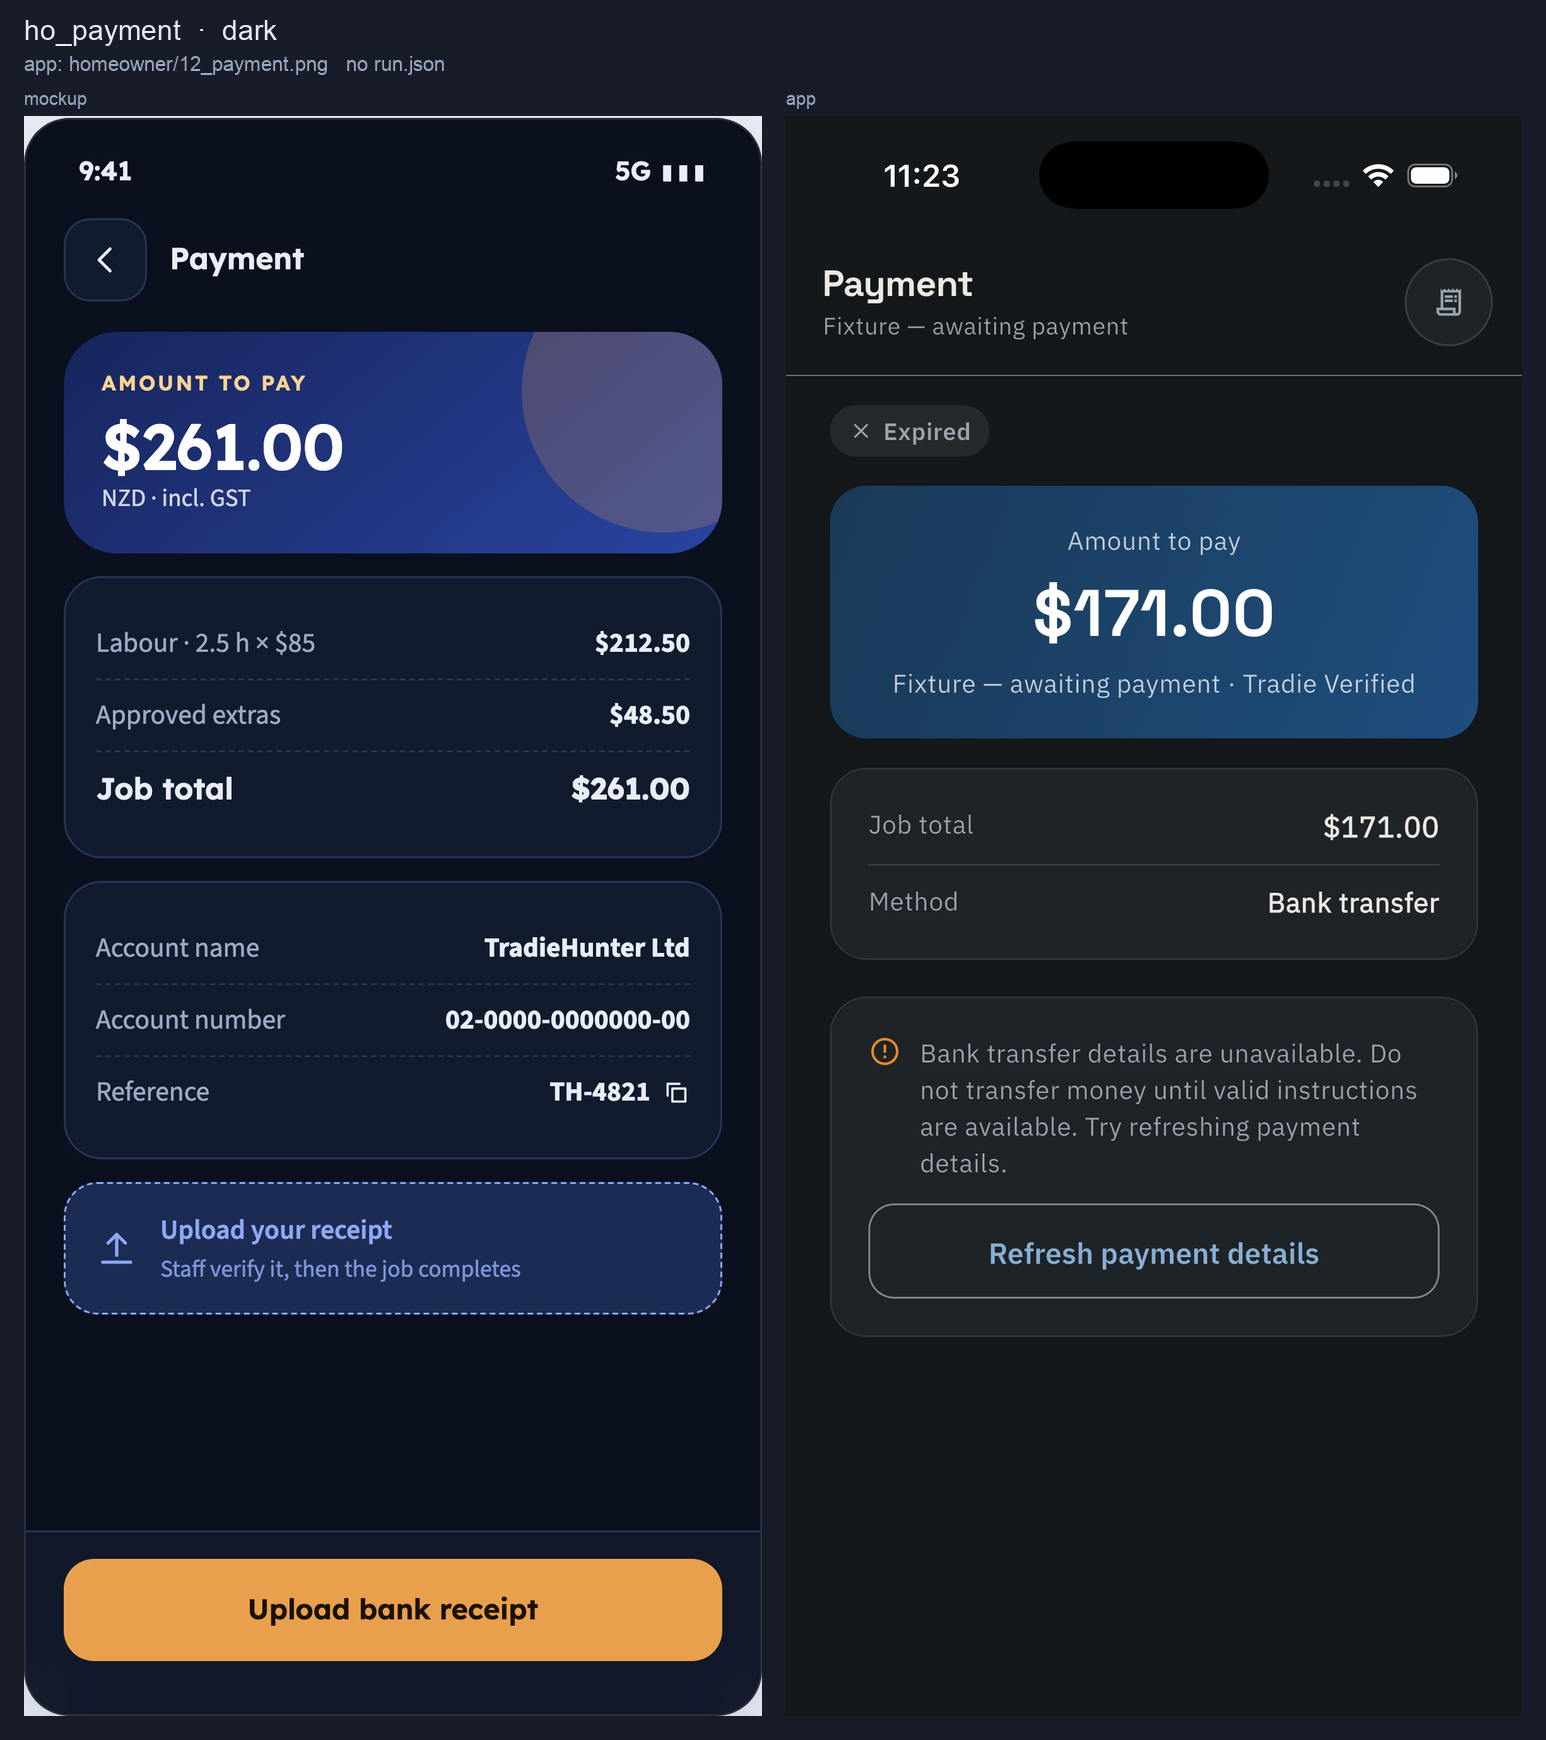 ho_payment · dark
app: homeowner/12_payment.png no run.json
mockup
9:41
5G
Payment
AMOUNT TO PAY
$261.00
NZD · incl. GST
Labour · 2.5 h × $85 $212.50
Approved extras $48.50
Job total $261.00
Account name TradieHunter Ltd
Account number 02-0000-0000000-00
Reference TH-4821
Upload your receipt
Staff verify it, then the job completes
Upload bank receipt
app
11:23
Payment
Fixture — awaiting payment
Expired
Amount to pay
$171.00
Fixture — awaiting payment · Tradie Verified
Job total $171.00
Method Bank transfer
Bank transfer details are unavailable. Do
not transfer money until valid instructions
are available. Try refreshing payment
details.
Refresh payment details